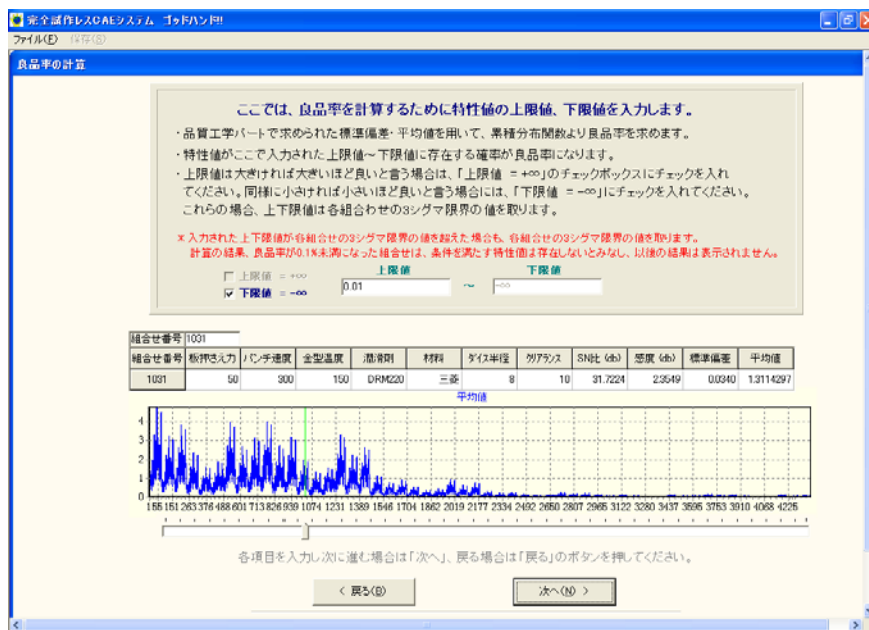 完全試作レスCAEシステム ゴッドハンド!!
ファイル(F) 保存(S)
良品率の計算
ここでは、良品率を計算するために特性値の上限値、下限値を入力します。
・品質工学パートで求められた標準偏差・平均値を用いて、累積分布関数より良品率を求めます。
・特性値がここで入力された上限値～下限値に存在する確率が良品率になります。
・上限値は大きければ大きいほど良いと言う場合は、「上限値 = +∞」のチェックボックスにチェックを入れ
てください。同様に小さければ小さいほど良いと言う場合には、「下限値 = -∞」にチェックを入れてください。
これらの場合、上下限値は各組合わせの3シグマ限界の値を取ります。
※入力された上下限値が各組合せの3シグマ限界の値を超えた場合も、各組合せの3シグマ限界の値を取ります。
計算の結果、良品率が0.1%未満になった組合せは、条件を満たす特性値は存在しないとみなし、以後の結果は表示されません。
上限値 下限値
上限値 = +∞
0.01 ～ -∞
下限値 = -∞
組合せ番号 1031
組合せ番号 板押さえ力 パンチ速度 金型温度 潤滑剤 材料 ダイス半径 クリアランス SN比 (db) 感度 (db) 標準偏差 平均値
1031 50 300 150 DRM220 三菱 8 10 31.7224 2.3549 0.0340 1.3114297
平均値
4
3
2
1
0
155 151 263 376 488 601 713 826 939 1074 1231 1389 1546 1704 1862 2019 2177 2334 2492 2650 2807 2965 3122 3280 3437 3595 3753 3910 4068 4225
各項目を入力し次に進む場合は「次へ」、戻る場合は「戻る」のボタンを押してください。
< 戻る(B) 次へ(N) >